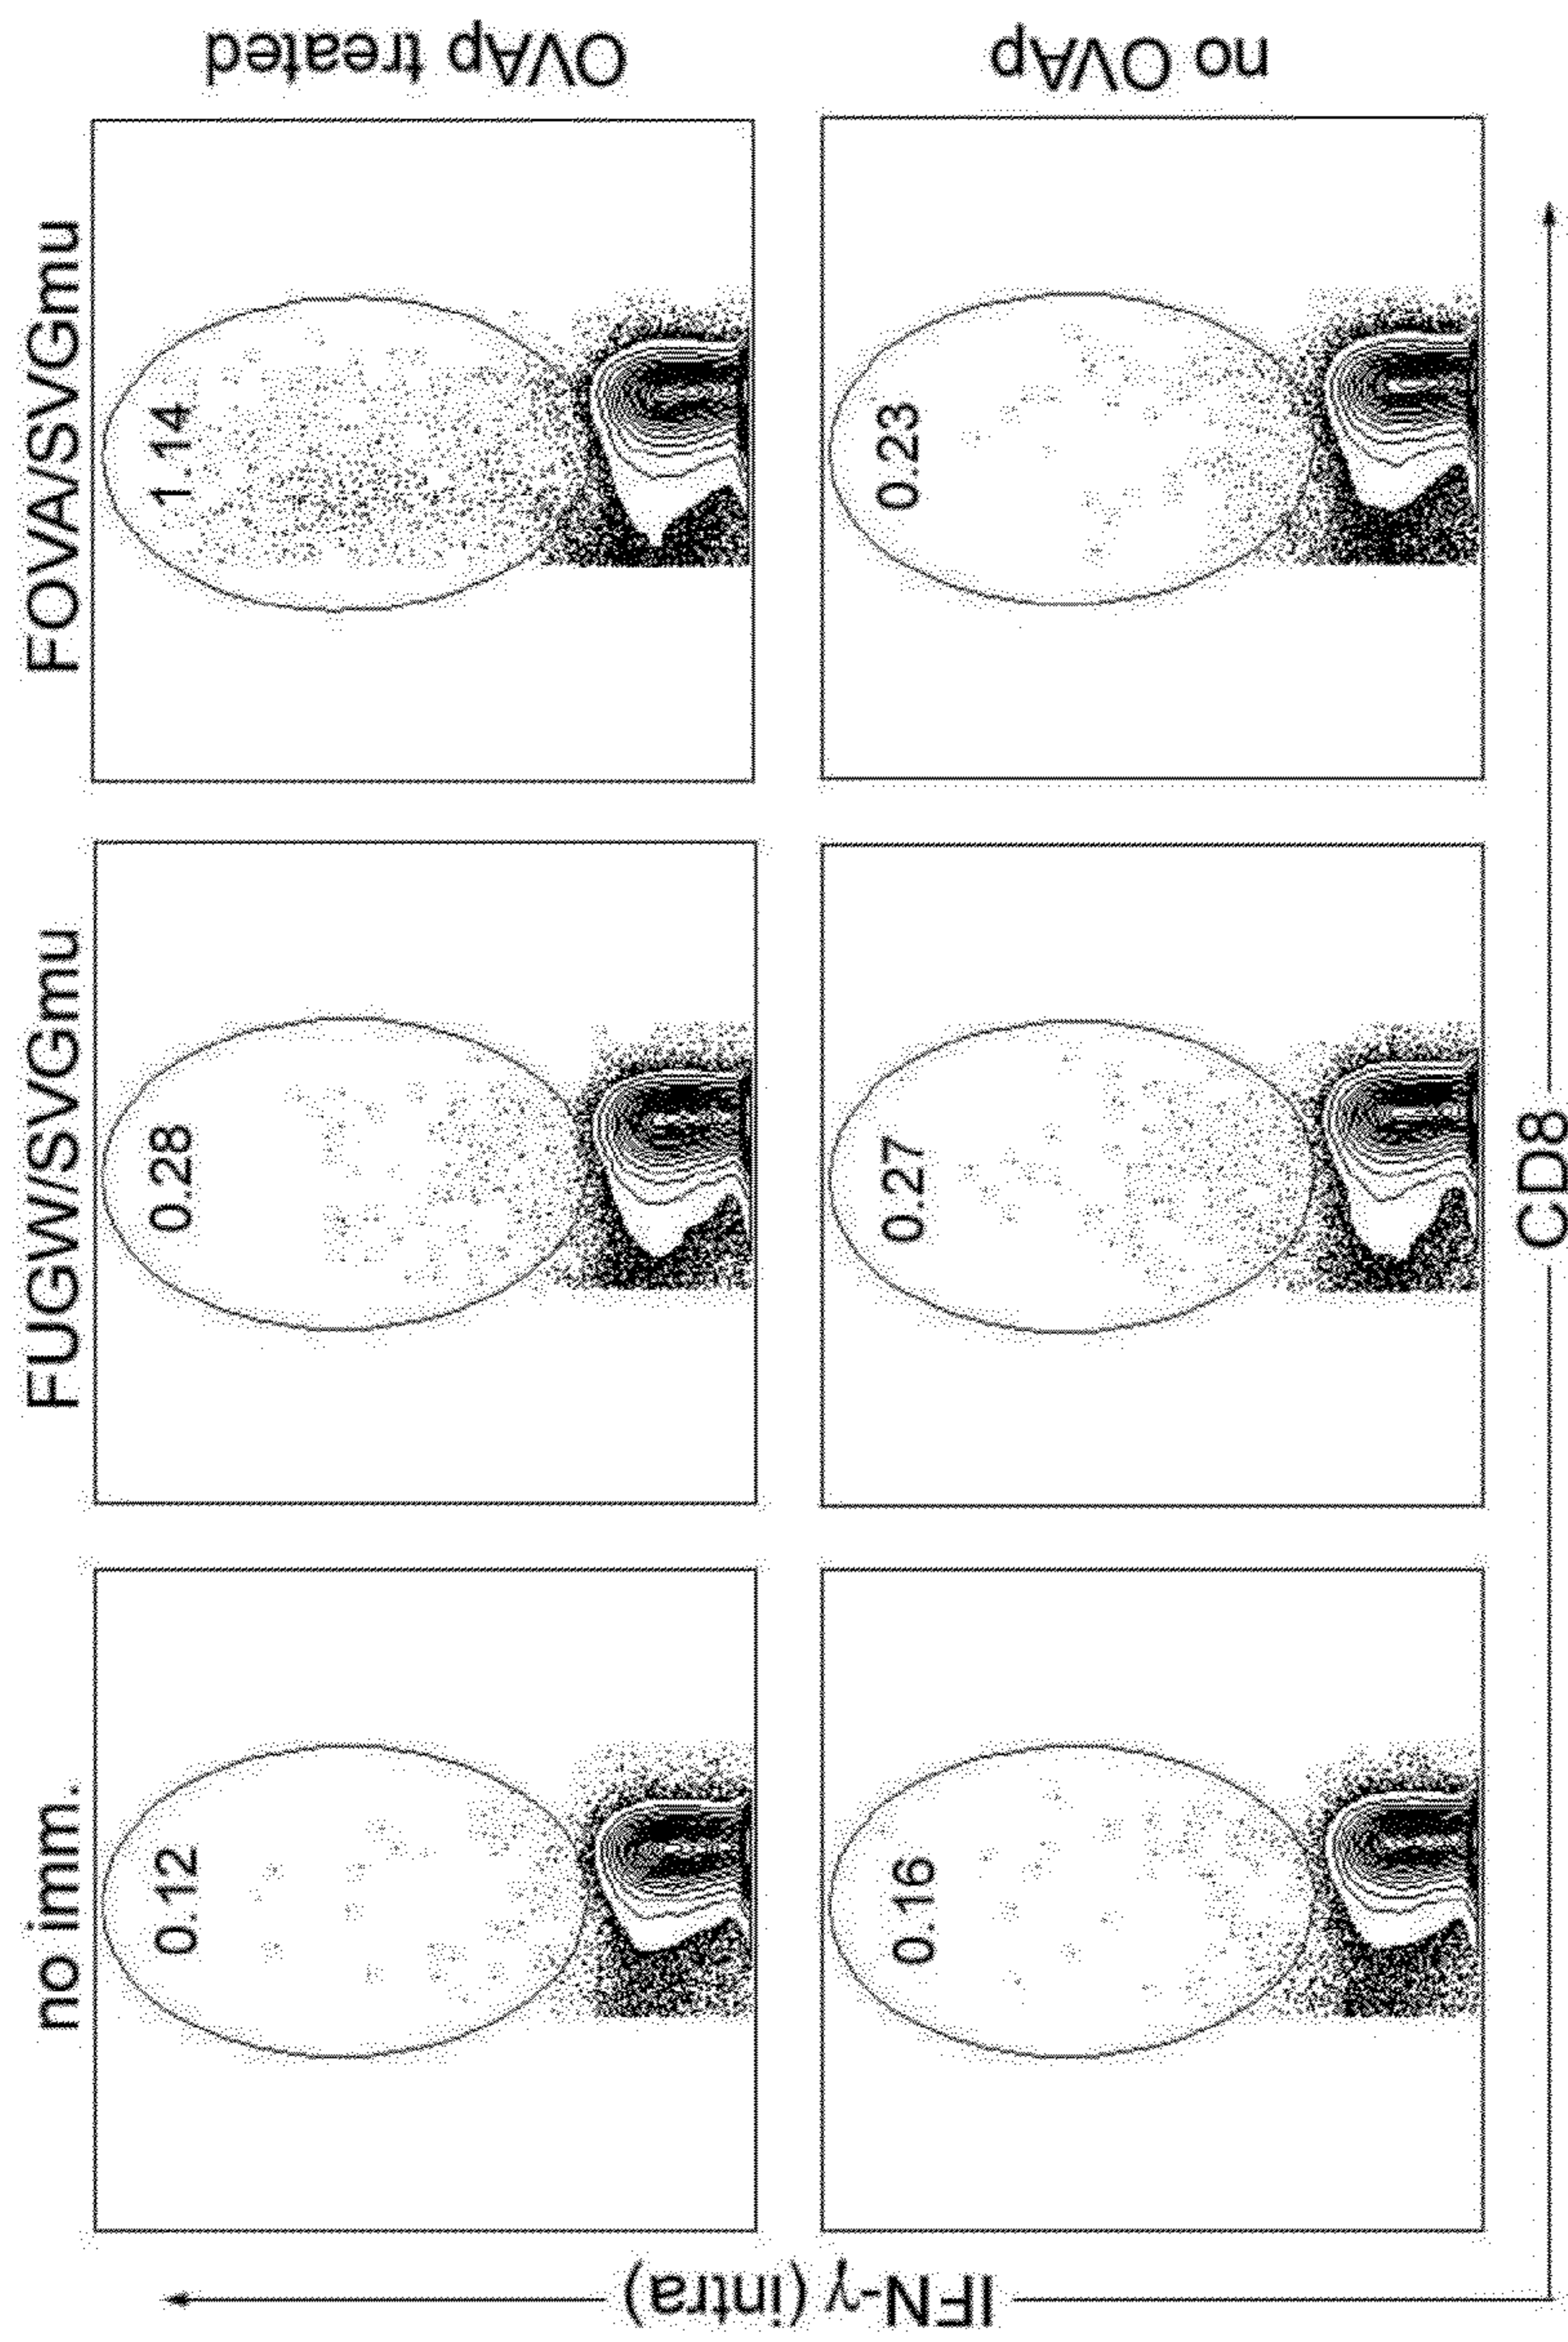 no imm.
FUGW/SVGmu
FOVA/SVGmu
0.12
0.28
1.14
OVAp treated
0.16
0.27
0.23
no OVAp
IFN-γ (intra)
CD8